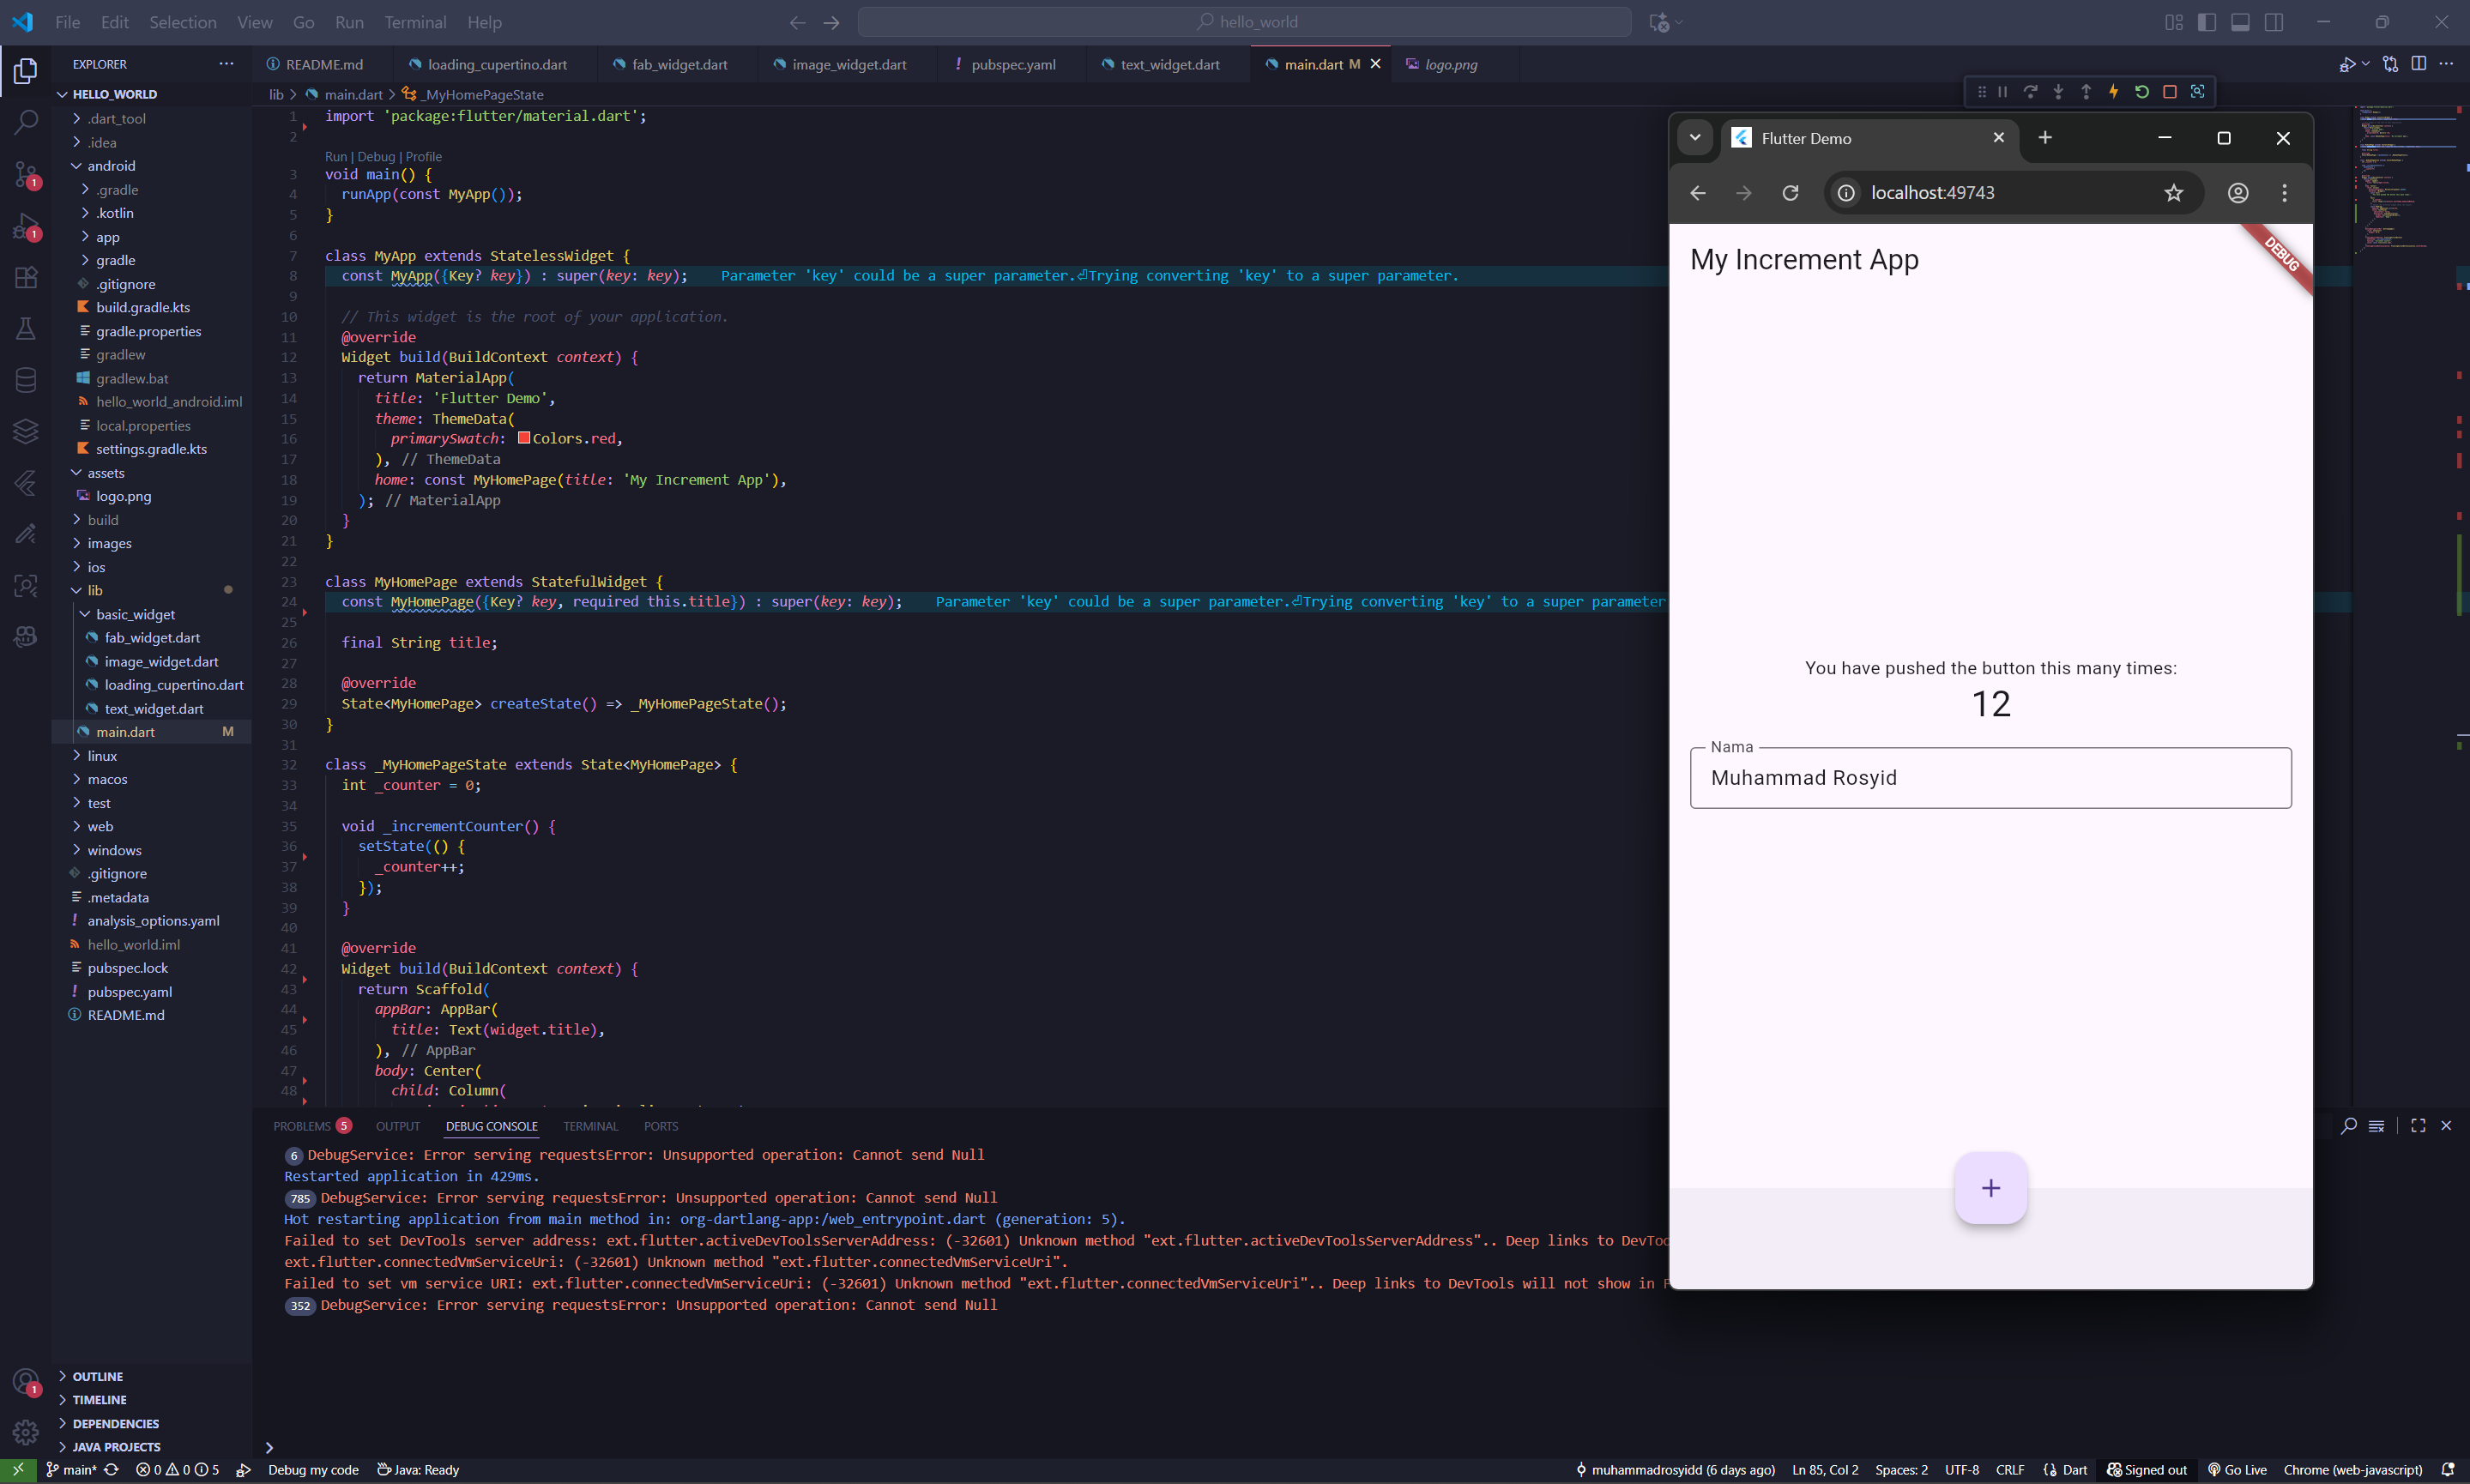 File Edit Selection View Go Run Terminal Help
hello_world
EXPLORER
README.md loading_cupertino.dart fab_widget.dart image_widget.dart pubspec.yaml text_widget.dart main.dart M logo.png
HELLO_WORLD
.dart_tool
.idea
android
.gradle
.kotlin
app
gradle
.gitignore
build.gradle.kts
gradle.properties
gradlew
gradlew.bat
hello_world_android.iml
local.properties
settings.gradle.kts
assets
logo.png
build
images
ios
lib
basic_widget
fab_widget.dart
image_widget.dart
loading_cupertino.dart
text_widget.dart
main.dart M
linux
macos
test
web
windows
.gitignore
.metadata
analysis_options.yaml
hello_world.iml
pubspec.lock
pubspec.yaml
README.md
OUTLINE
TIMELINE
DEPENDENCIES
JAVA PROJECTS
lib > main.dart > _MyHomePageState
1 import 'package:flutter/material.dart';
2
Run | Debug | Profile
3 void main() {
4 runApp(const MyApp());
5 }
6
7 class MyApp extends StatelessWidget {
8 const MyApp({Key? key}) : super(key: key); Parameter 'key' could be a super parameter.⏎Trying converting 'key' to a super parameter.
9
10 // This widget is the root of your application.
11 @override
12 Widget build(BuildContext context) {
13 return MaterialApp(
14 title: 'Flutter Demo',
15 theme: ThemeData(
16 primarySwatch: Colors.red,
17 ), // ThemeData
18 home: const MyHomePage(title: 'My Increment App'),
19 ); // MaterialApp
20 }
21 }
22
23 class MyHomePage extends StatefulWidget {
24 const MyHomePage({Key? key, required this.title}) : super(key: key); Parameter 'key' could be a super parameter.⏎Trying converting 'key' to a super parameter
25
26 final String title;
27
28 @override
29 State<MyHomePage> createState() => _MyHomePageState();
30 }
31
32 class _MyHomePageState extends State<MyHomePage> {
33 int _counter = 0;
34
35 void _incrementCounter() {
36 setState(() {
37 _counter++;
38 });
39 }
40
41 @override
42 Widget build(BuildContext context) {
43 return Scaffold(
44 appBar: AppBar(
45 title: Text(widget.title),
46 ), // AppBar
47 body: Center(
48 child: Column(
Flutter Demo
localhost:49743
My Increment App
DEBUG
You have pushed the button this many times:
12
Nama
Muhammad Rosyid
PROBLEMS 5 OUTPUT DEBUG CONSOLE TERMINAL PORTS
6 DebugService: Error serving requestsError: Unsupported operation: Cannot send Null
Restarted application in 429ms.
785 DebugService: Error serving requestsError: Unsupported operation: Cannot send Null
Hot restarting application from main method in: org-dartlang-app:/web_entrypoint.dart (generation: 5).
Failed to set DevTools server address: ext.flutter.activeDevToolsServerAddress: (-32601) Unknown method "ext.flutter.activeDevToolsServerAddress".. Deep links to DevToo
ext.flutter.connectedVmServiceUri: (-32601) Unknown method "ext.flutter.connectedVmServiceUri".
Failed to set vm service URI: ext.flutter.connectedVmServiceUri: (-32601) Unknown method "ext.flutter.connectedVmServiceUri".. Deep links to DevTools will not show in F
352 DebugService: Error serving requestsError: Unsupported operation: Cannot send Null
main* 0 0 5 Debug my code Java: Ready muhammadrosyidd (6 days ago) Ln 85, Col 2 Spaces: 2 UTF-8 CRLF Dart Signed out Go Live Chrome (web-javascript)